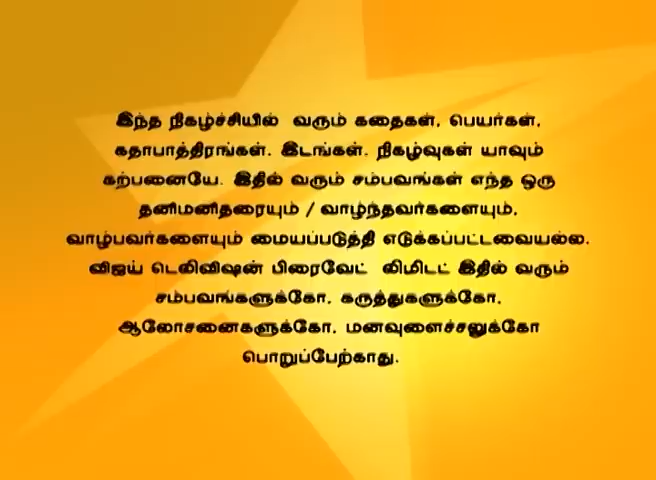 இந்த நிகழ்ச்சியில் வரும் கதைகள், பெயர்கள்,
கதாபாத்திரங்கள், இடங்கள், நிகழ்வுகள் யாவும்
கற்பனையே. இதில் வரும் சம்பவங்கள் எந்த ஒரு
தனிமனிதரையும் / வாழ்ந்தவர்களையும்,
வாழ்பவர்களையும் மையப்படுத்தி எடுக்கப்பட்டவையல்ல.
விஜய் டெலிவிஷன் பிரைவேட் லிமிடட் இதில் வரும்
சம்பவங்களுக்கோ, கருத்துகளுக்கோ,
ஆலோசனைகளுக்கோ, மனவுளைச்சலுக்கோ
பொறுப்பேற்காது.